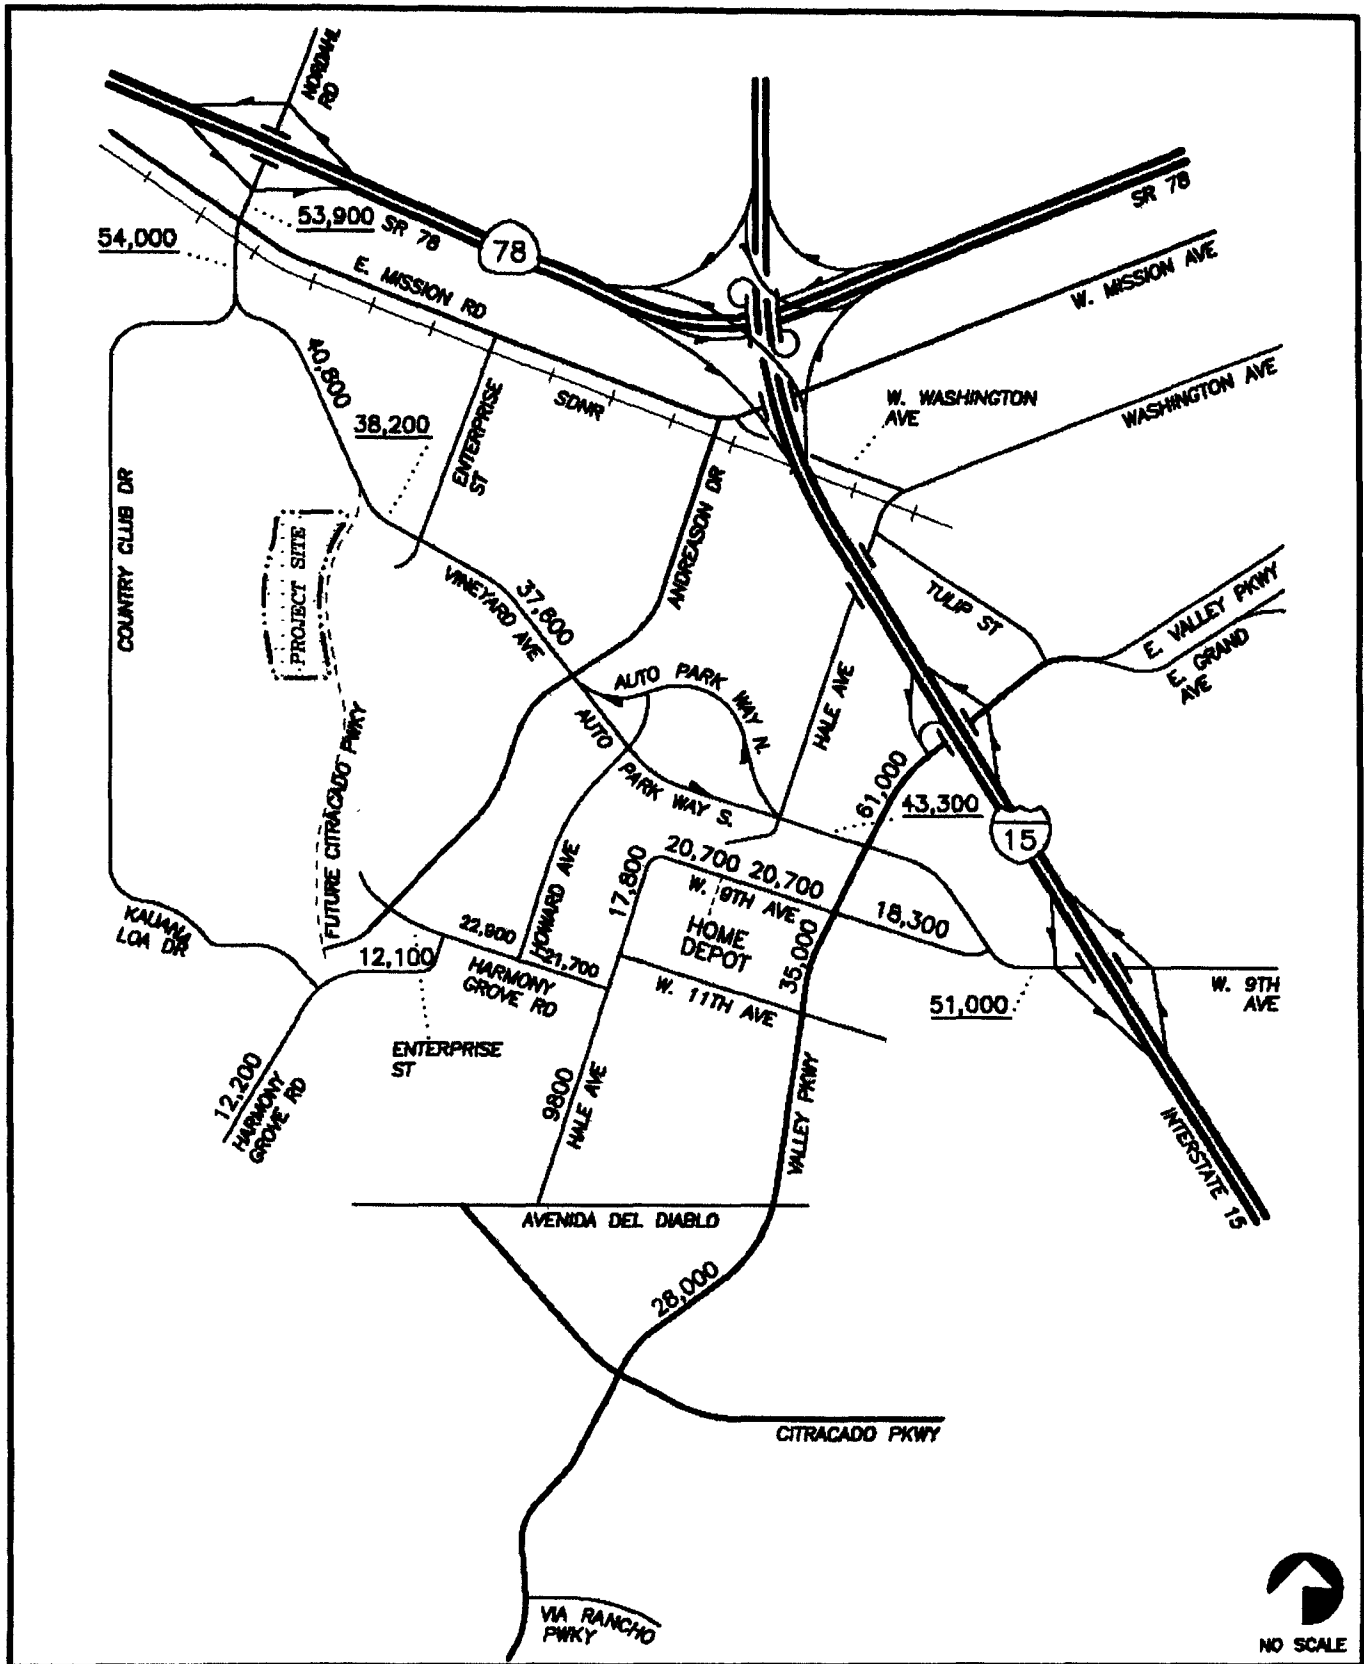 NORDAHL
RD
53,900
SR 78
54,000
78
SR 78
E. MISSION RD
W. MISSION AVE
40,800
38,200
ENTERPRISE
ST
SDNR
W. WASHINGTON
AVE
WASHINGTON AVE
COUNTRY CLUB DR
PROJECT SITE
ANDREASON DR
VINEYARD AVE
37,600
TULIP ST
E. VALLEY PKWY
E. GRAND
AVE
AUTO PARK WAY N.
HALE AVE
AUTO PARK WAY S.
FUTURE CITRACADO PWKY
61,000
43,300
15
20,700
20,700
W. 9TH AVE
17,800
HOWARD AVE
HOME
DEPOT
18,300
35,000
KAUANA
LOA DR
22,900
12,100
21,700
HARMONY
GROVE RD
W. 11TH AVE
51,000
W. 9TH
AVE
ENTERPRISE
ST
12,200
HARMONY
GROVE RD
9800
HALE AVE
VALLEY PKWY
INTERSTATE 15
AVENIDA DEL DIABLO
28,000
CITRACADO PKWY
VIA RANCHO
PWKY
NO SCALE